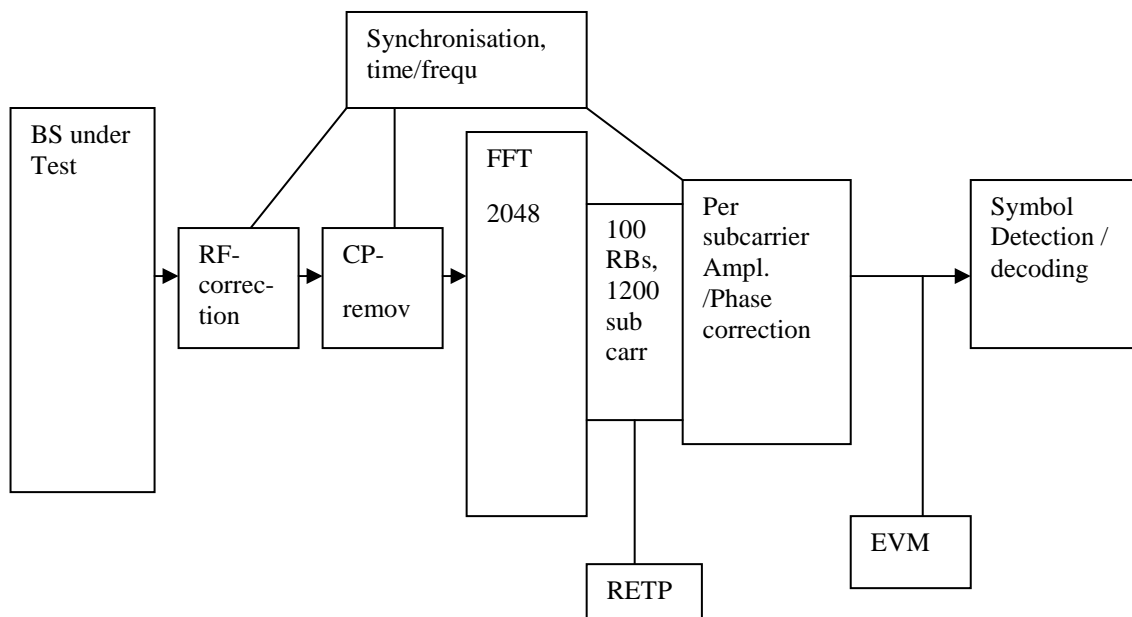 Synchronisation,
time/frequ
BS under
Test
RF-
correc-
tion
CP-
remov
FFT
2048
100
RBs,
1200
sub
carr
Per
subcarrier
Ampl.
/Phase
correction
Symbol
Detection /
decoding
EVM
RETP